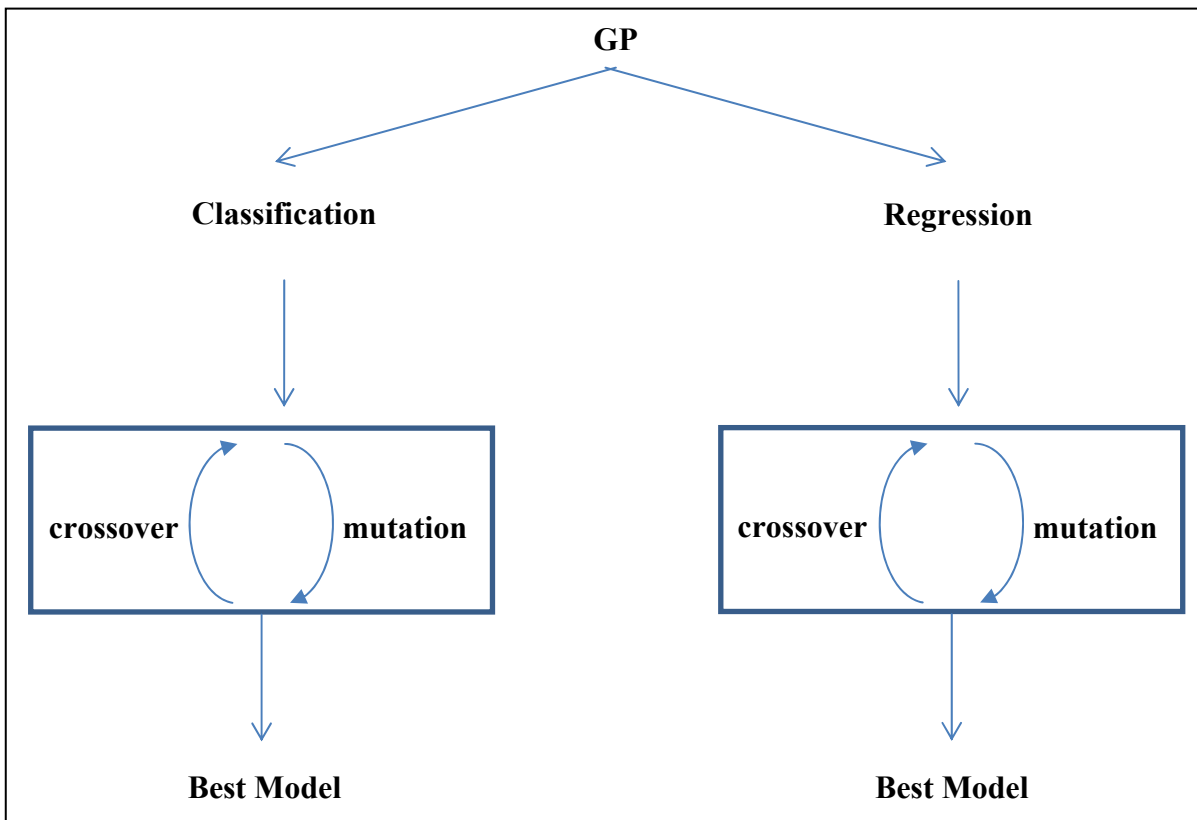 GP
Classification
Regression
crossover
mutation
crossover
mutation
Best Model
Best Model